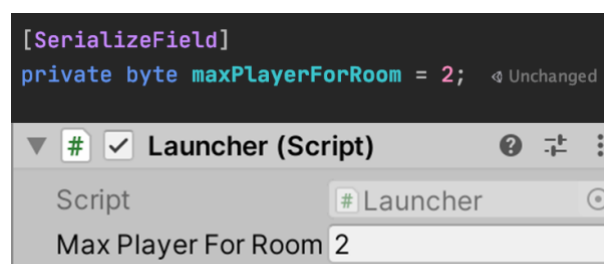 [SerializeField]
private byte maxPlayerForRoom = 2; Unchanged
# Launcher (Script)
Script # Launcher
Max Player For Room 2